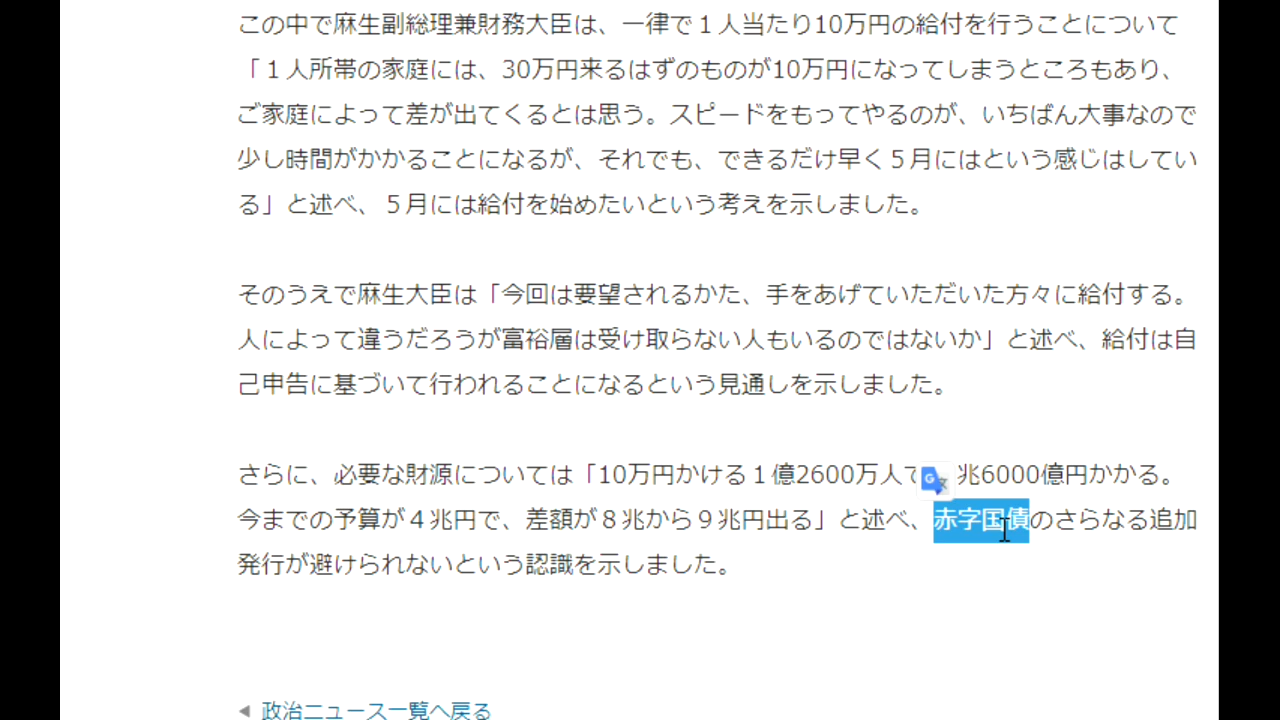 この中で麻生副総理兼財務大臣は、一律で１人当たり10万円の給付を行うことについて
「１人所帯の家庭には、30万円来るはずのものが10万円になってしまうところもあり、
ご家庭によって差が出てくるとは思う。スピードをもってやるのが、いちばん大事なので
少し時間がかかることになるが、それでも、できるだけ早く５月にはという感じはしてい
る」と述べ、５月には給付を始めたいという考えを示しました。
そのうえで麻生大臣は「今回は要望されるかた、手をあげていただいた方々に給付する。
人によって違うだろうが富裕層は受け取らない人もいるのではないか」と述べ、給付は自
己申告に基づいて行われることになるという見通しを示しました。
さらに、必要な財源については「10万円かける１億2600万人で 兆6000億円かかる。
今までの予算が４兆円で、差額が８兆から９兆円出る」と述べ、赤字国債のさらなる追加
発行が避けられないという認識を示しました。
政治ニュース一覧へ戻る